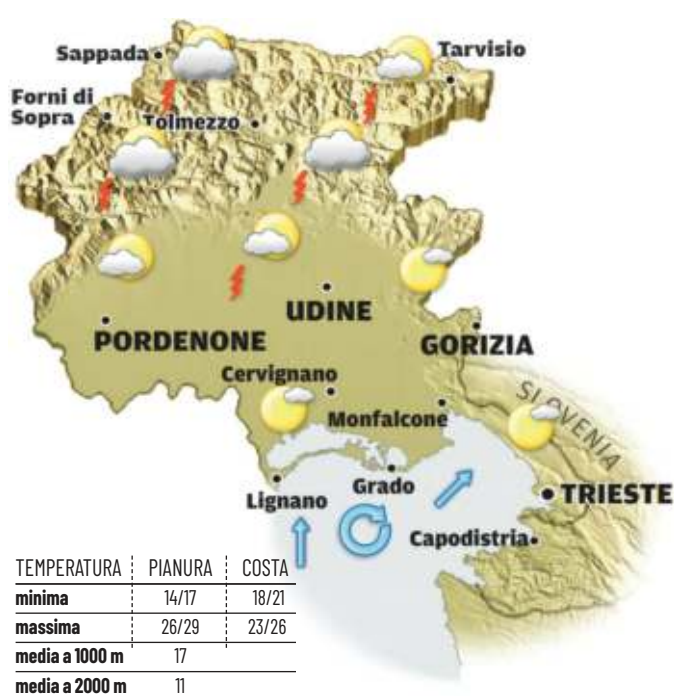 Sappada
Tarvisio
Forni di
Sopra
Tolmezzo
UDINE
PORDENONE
GORIZIA
Cervignano
SLOVENIA
Monfalcone
Lignano
Grado
TRIESTE
Capodistria
TEMPERATURA PIANURA COSTA
minima 14/17 18/21
massima 26/29 23/26
media a 1000 m 17
media a 2000 m 11